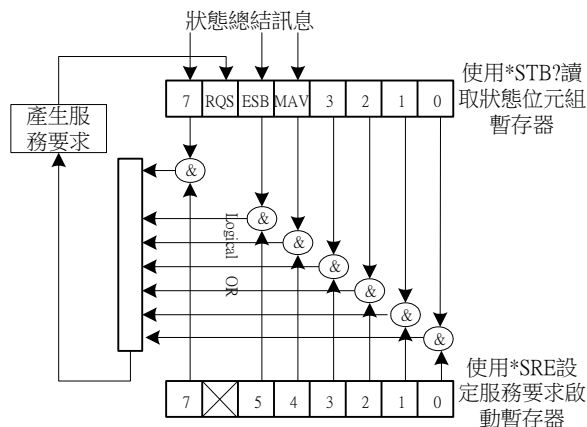 狀態總結訊息
7 RQS ESB MAV 3 2 1 0
使用*STB?讀
取狀態位元組
暫存器
產生服
務要求
&
&
&
&
&
&
&
Logical OR
7 5 4 3 2 1 0
使用*SRE設
定服務要求啟
動暫存器